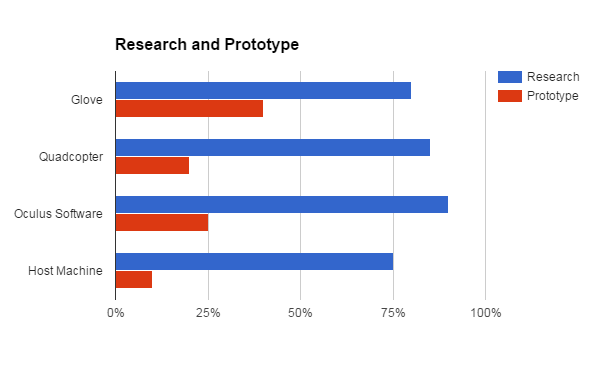 Research and Prototype
Research
Prototype
Glove
Quadcopter
Oculus Software
Host Machine
0% 25% 50% 75% 100%